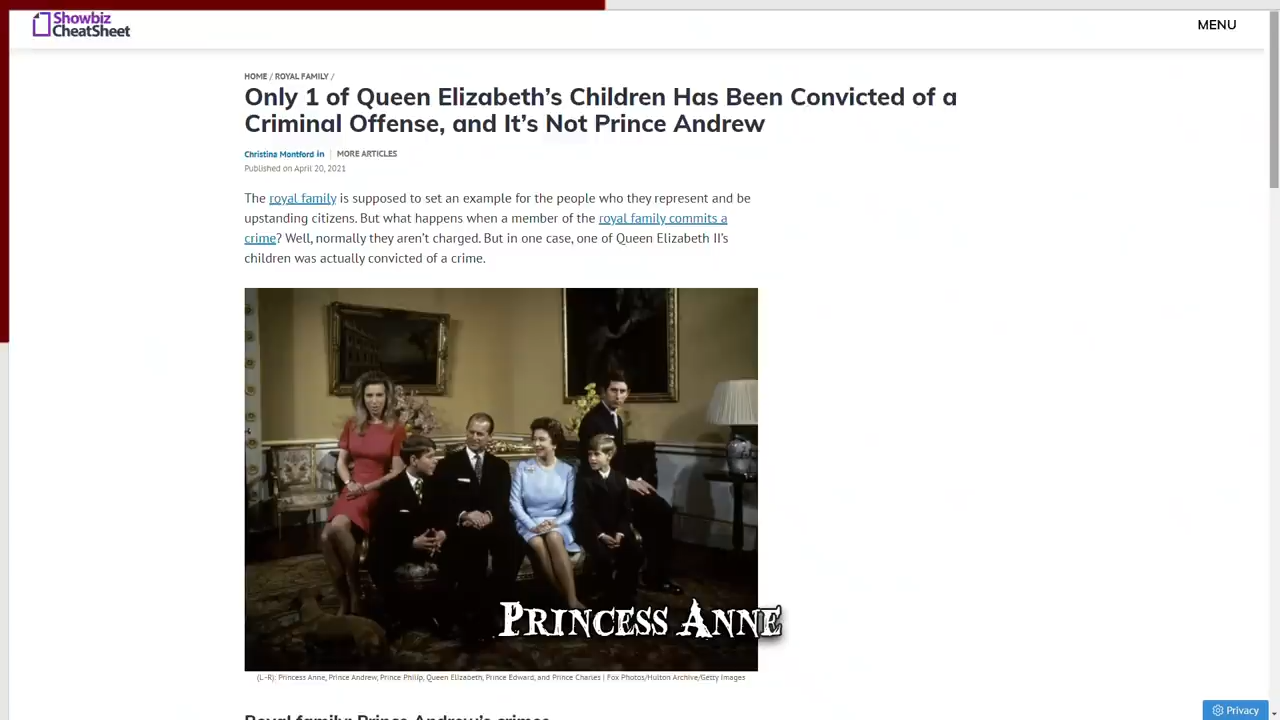 Showbiz
CheatSheet
MENU
HOME / ROYAL FAMILY /
Only 1 of Queen Elizabeth’s Children Has Been Convicted of a
Criminal Offense, and It’s Not Prince Andrew
Christina Montford in | MORE ARTICLES
Published on April 20, 2021
The royal family is supposed to set an example for the people who they represent and be
upstanding citizens. But what happens when a member of the royal family commits a
crime? Well, normally they aren’t charged. But in one case, one of Queen Elizabeth II’s
children was actually convicted of a crime.
PRINCESS ANNE
(L-R): Princess Anne, Prince Andrew, Prince Philip, Queen Elizabeth, Prince Edward, and Prince Charles | Fox Photos/Hulton Archive/Getty Images
Royal family: Prince Andrew’s crimes
Privacy